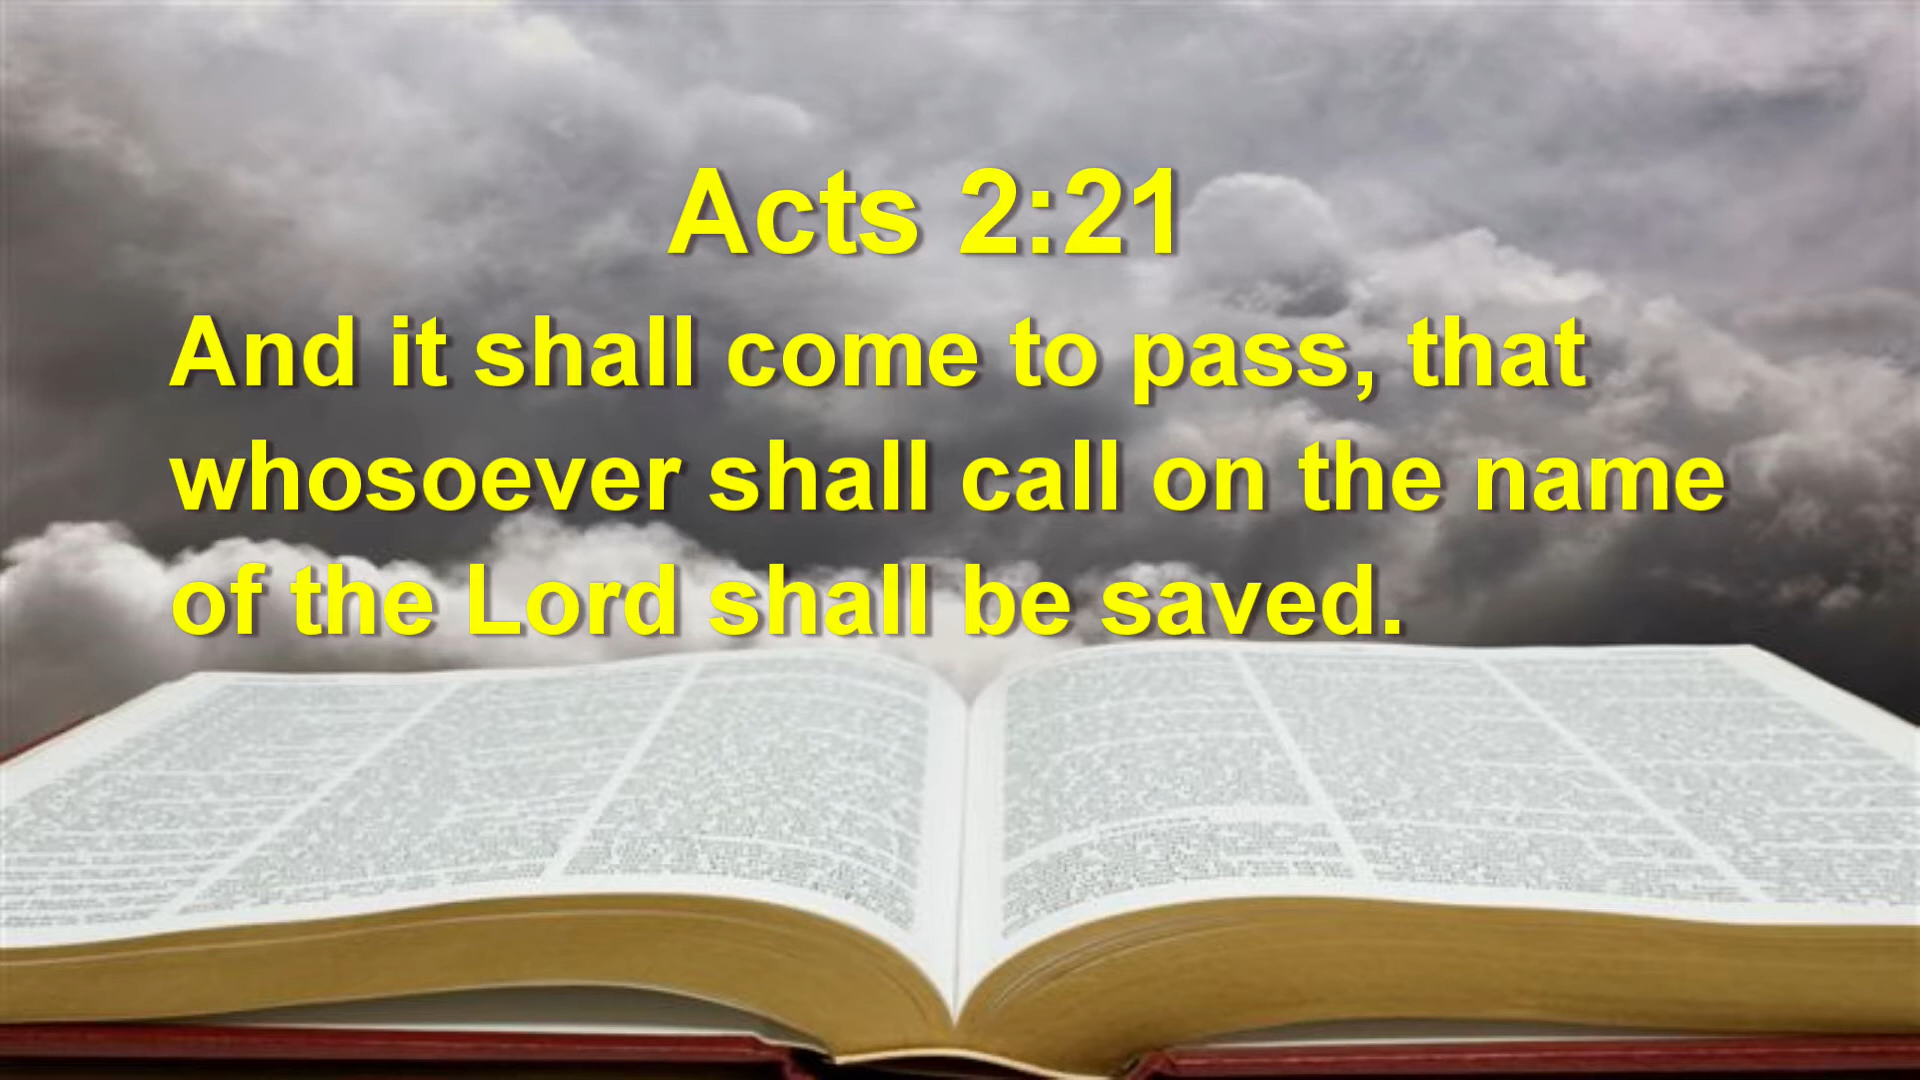 Acts 2:21
And it shall come to pass, that
whosoever shall call on the name
of the Lord shall be saved.